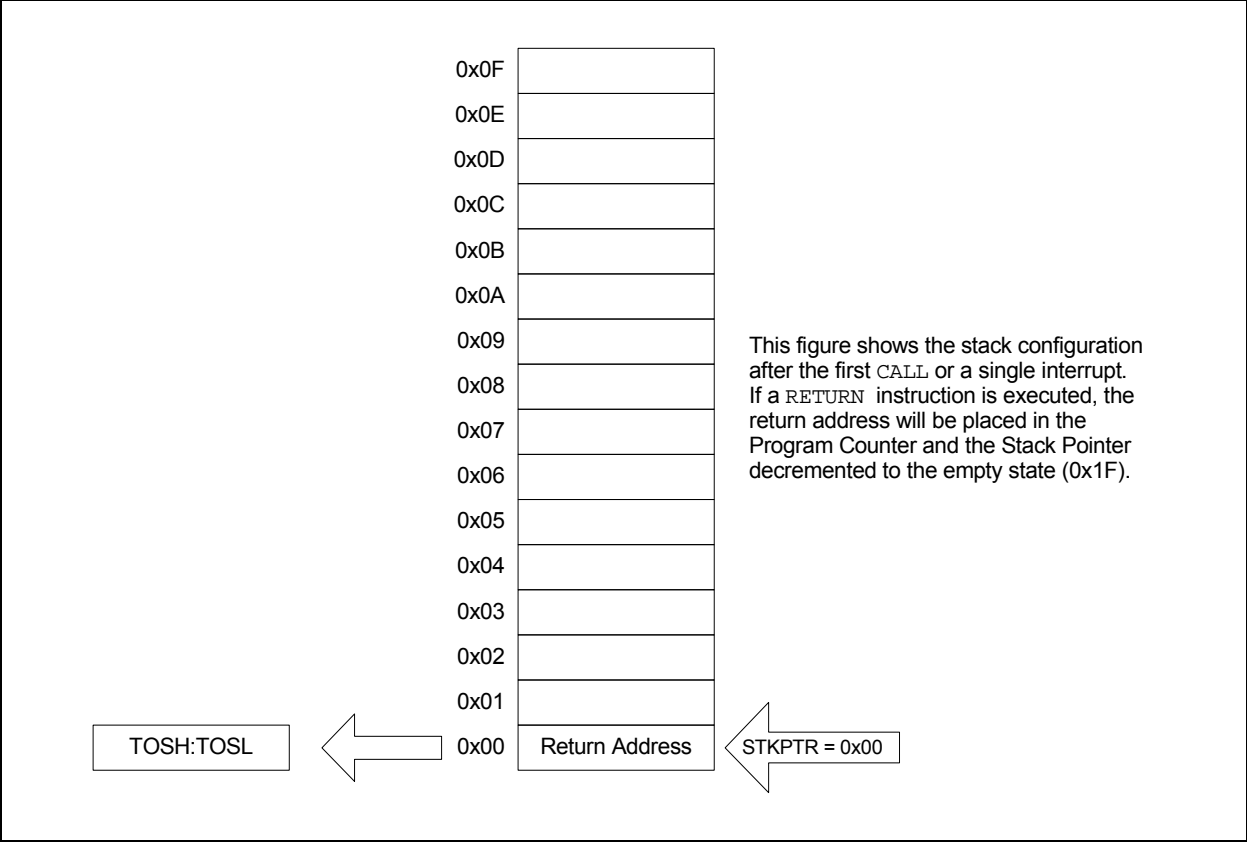 0x0F
0x0E
0x0D
0x0C
0x0B
0x0A
0x09
0x08
0x07
0x06
0x05
0x04
0x03
0x02
0x01
0x00
This figure shows the stack configuration
after the first CALL or a single interrupt.
If a RETURN instruction is executed, the
return address will be placed in the
Program Counter and the Stack Pointer
decremented to the empty state (0x1F).
TOSH:TOSL
Return Address
STKPTR = 0x00